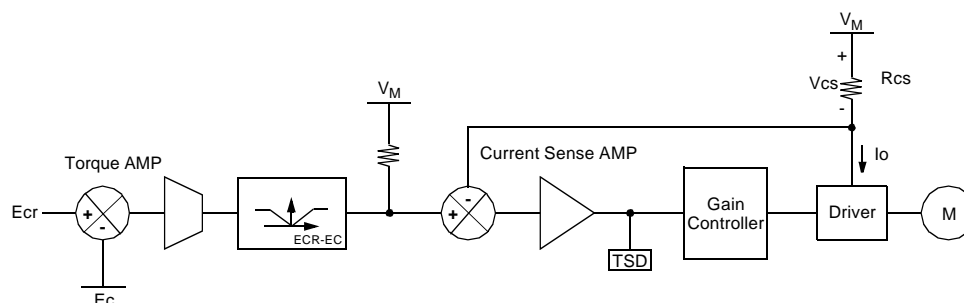 V_M
+
Vcs
Rcs
-
V_M
Torque AMP
Current Sense AMP
Io
Ecr
+
-
ECR-EC
+
-
Gain
Controller
Driver
M
TSD
Ec